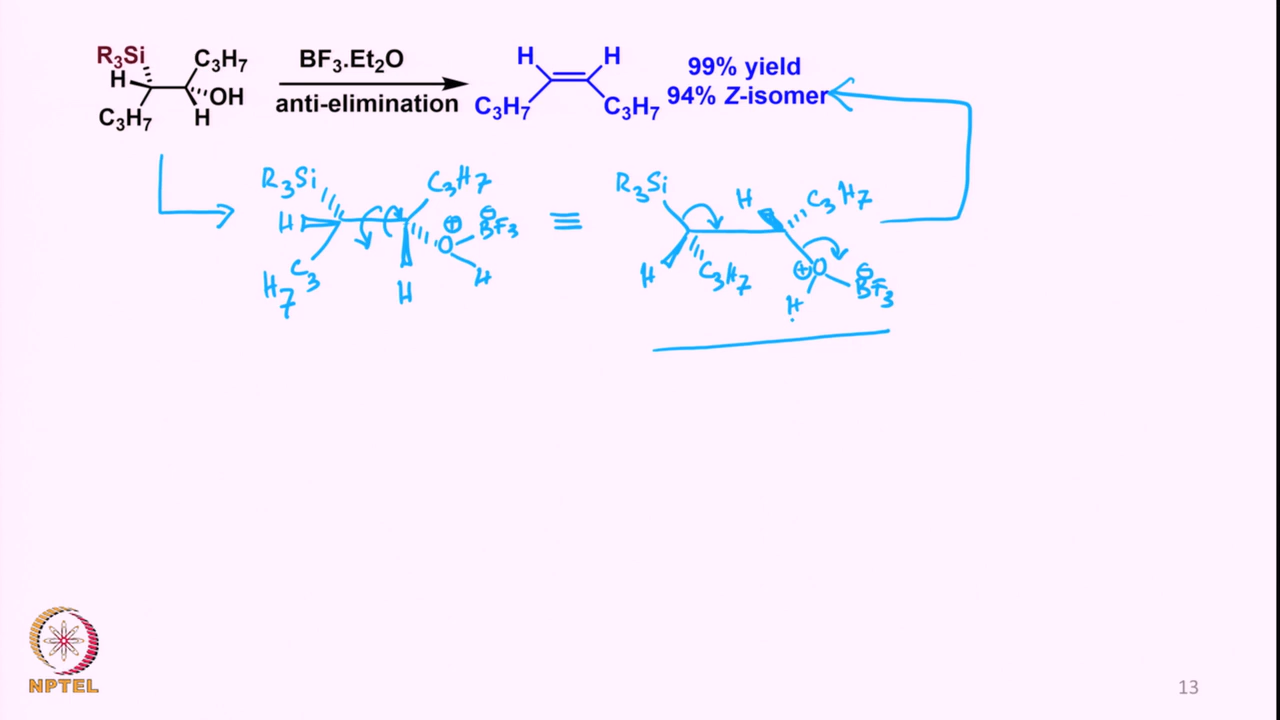 R₃Si C₃H₇ BF₃.Et₂O H H 99% yield
H OH anti-elimination C₃H₇ C₃H₇ 94% Z-isomer
C₃H₇ H
R₃Si C₃H₇ R₃Si H C₃H₇
H ⊕ ⊖ BF₃ ≡
H₇C₃ O H C₃H₇ ⊕O ⊖ BF₃
H H H
NPTEL
13